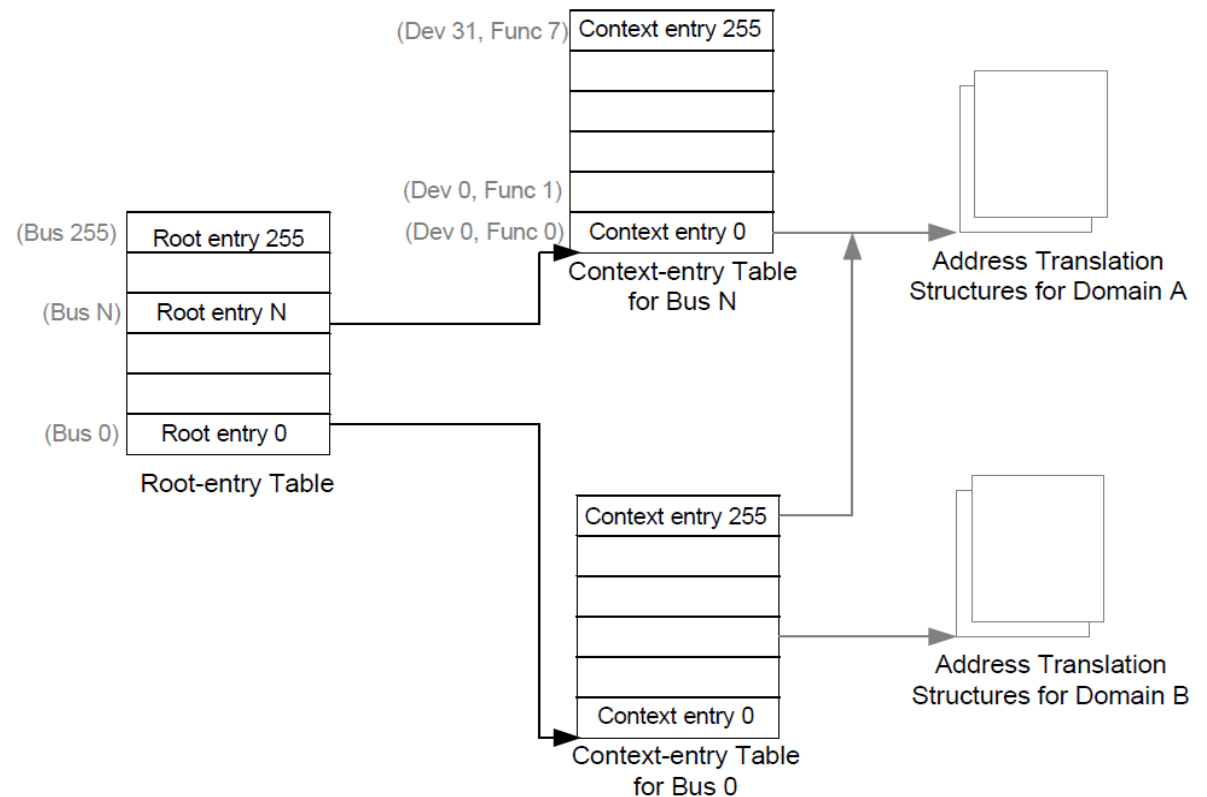 (Dev 31, Func 7)
Context entry 255
(Dev 0, Func 1)
(Dev 0, Func 0)
Context entry 0
Context-entry Table
for Bus N
Address Translation
Structures for Domain A
(Bus 255)
Root entry 255
(Bus N)
Root entry N
(Bus 0)
Root entry 0
Root-entry Table
Context entry 255
Context entry 0
Context-entry Table
for Bus 0
Address Translation
Structures for Domain B